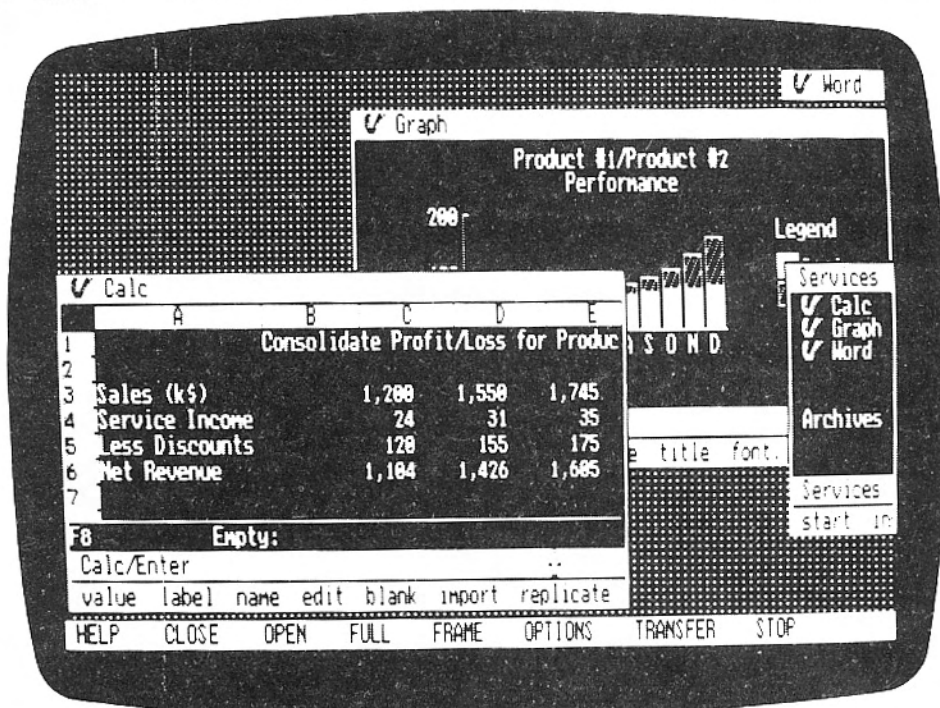 Word
Graph
Product #1/Product #2
Performance
200
Legend
Calc
A B C D E
1 Consolidate Profit/Loss for Produc
2
3 Sales (k$) 1,200 1,550 1,745
4 Service Income 24 31 35
5 Less Discounts 120 155 175
6 Net Revenue 1,104 1,426 1,605
7
F8 Empty:
Calc/Enter
value label name edit blank import replicate
S O N D
e title font.
Services
Calc
Graph
Word
Archives
Services
start in
HELP CLOSE OPEN FULL FRAME OPTIONS TRANSFER STOP